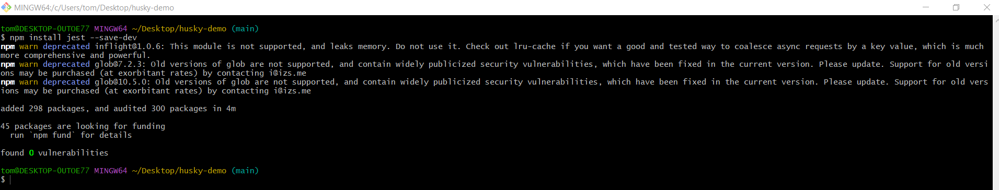 MINGW64:/c/Users/tom/Desktop/husky-demo
tom@DESKTOP-OUTOE77 MINGW64 ~/Desktop/husky-demo (main)
$ npm install jest --save-dev
npm warn deprecated inflight@1.0.6: This module is not supported, and leaks memory. Do not use it. Check out lru-cache if you want a good and tested way to coalesce async requests by a key value, which is much
more comprehensive and powerful.
npm warn deprecated glob@7.2.3: Old versions of glob are not supported, and contain widely publicized security vulnerabilities, which have been fixed in the current version. Please update. Support for old versi
ons may be purchased (at exorbitant rates) by contacting i@izs.me
npm warn deprecated glob@10.5.0: Old versions of glob are not supported, and contain widely publicized security vulnerabilities, which have been fixed in the current version. Please update. Support for old vers
ions may be purchased (at exorbitant rates) by contacting i@izs.me
added 298 packages, and audited 300 packages in 4m
45 packages are looking for funding
  run `npm fund` for details
found 0 vulnerabilities
tom@DESKTOP-OUTOE77 MINGW64 ~/Desktop/husky-demo (main)
$